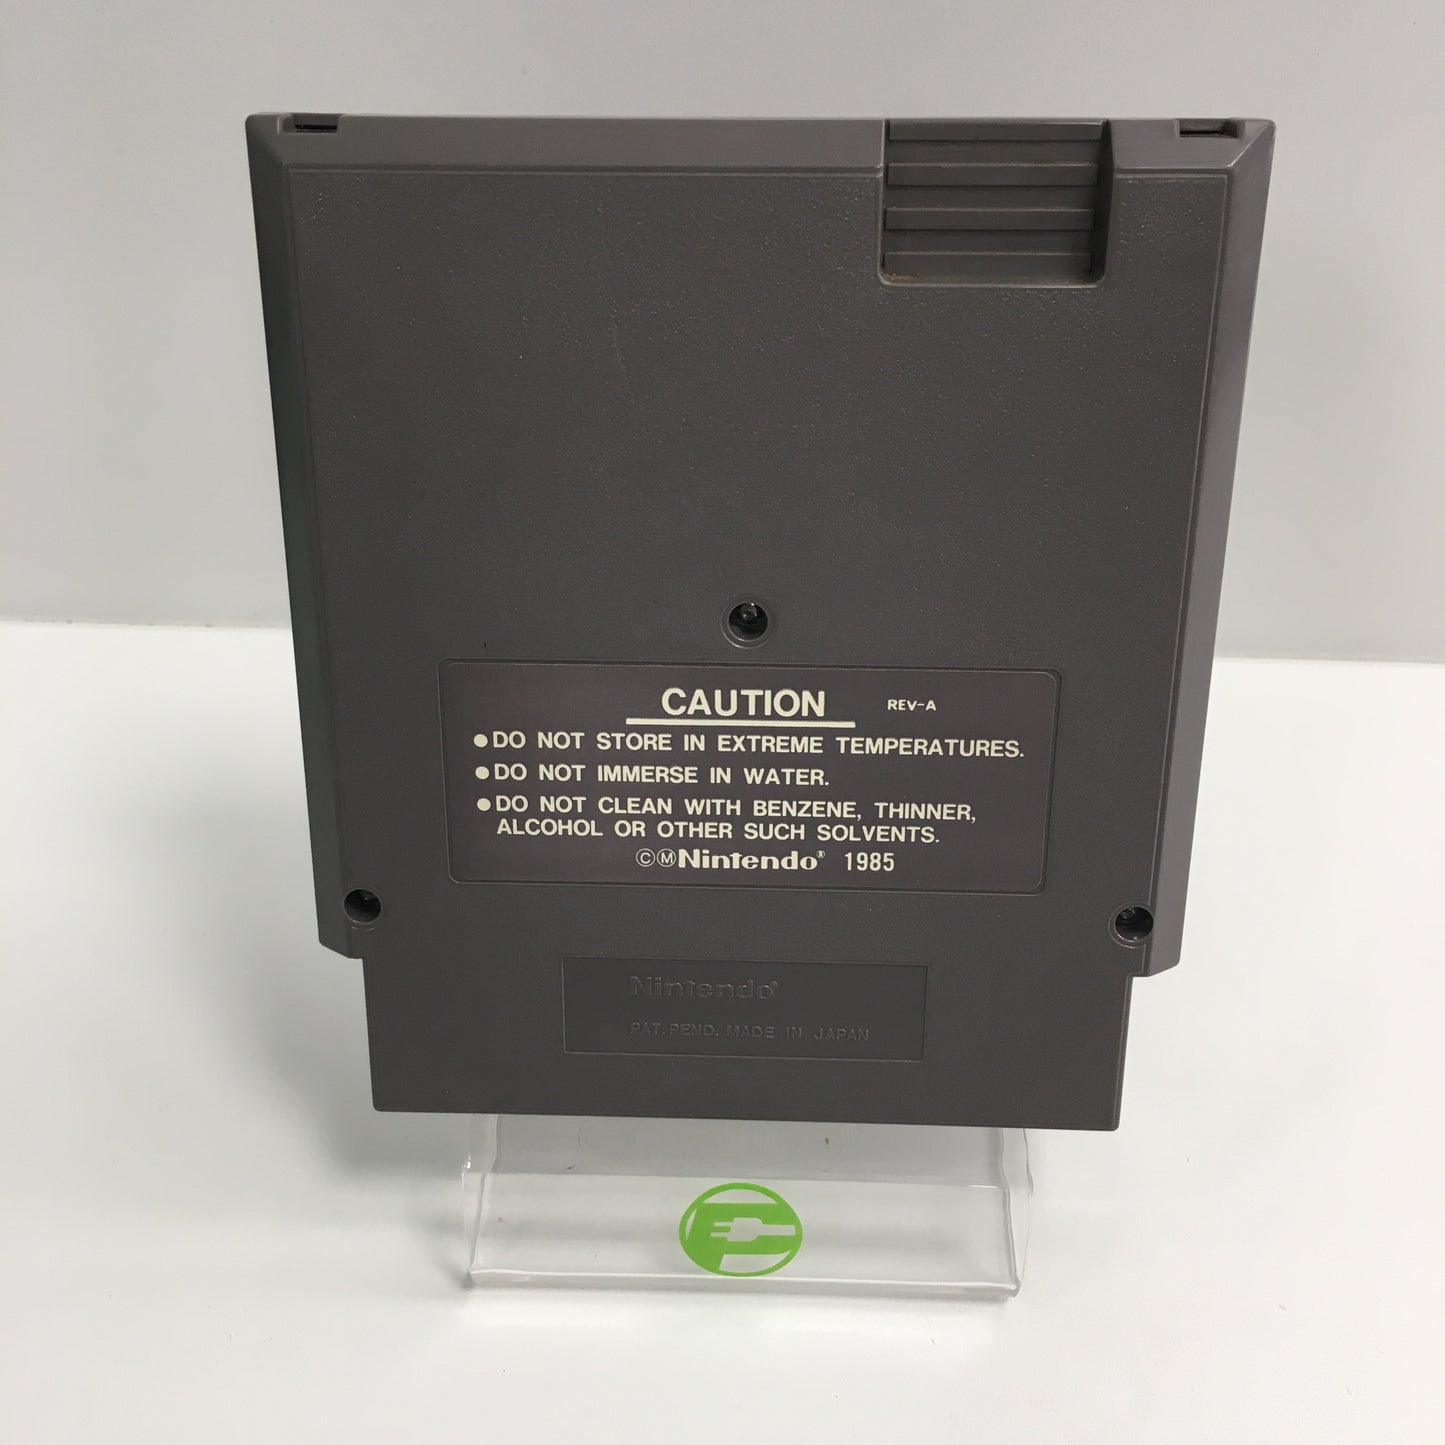 CAUTION REV-A
●DO NOT STORE IN EXTREME TEMPERATURES.
●DO NOT IMMERSE IN WATER.
●DO NOT CLEAN WITH BENZENE, THINNER,
ALCOHOL OR OTHER SUCH SOLVENTS.
©ⓂNintendo® 1985
Nintendo®
PAT. PEND. MADE IN JAPAN